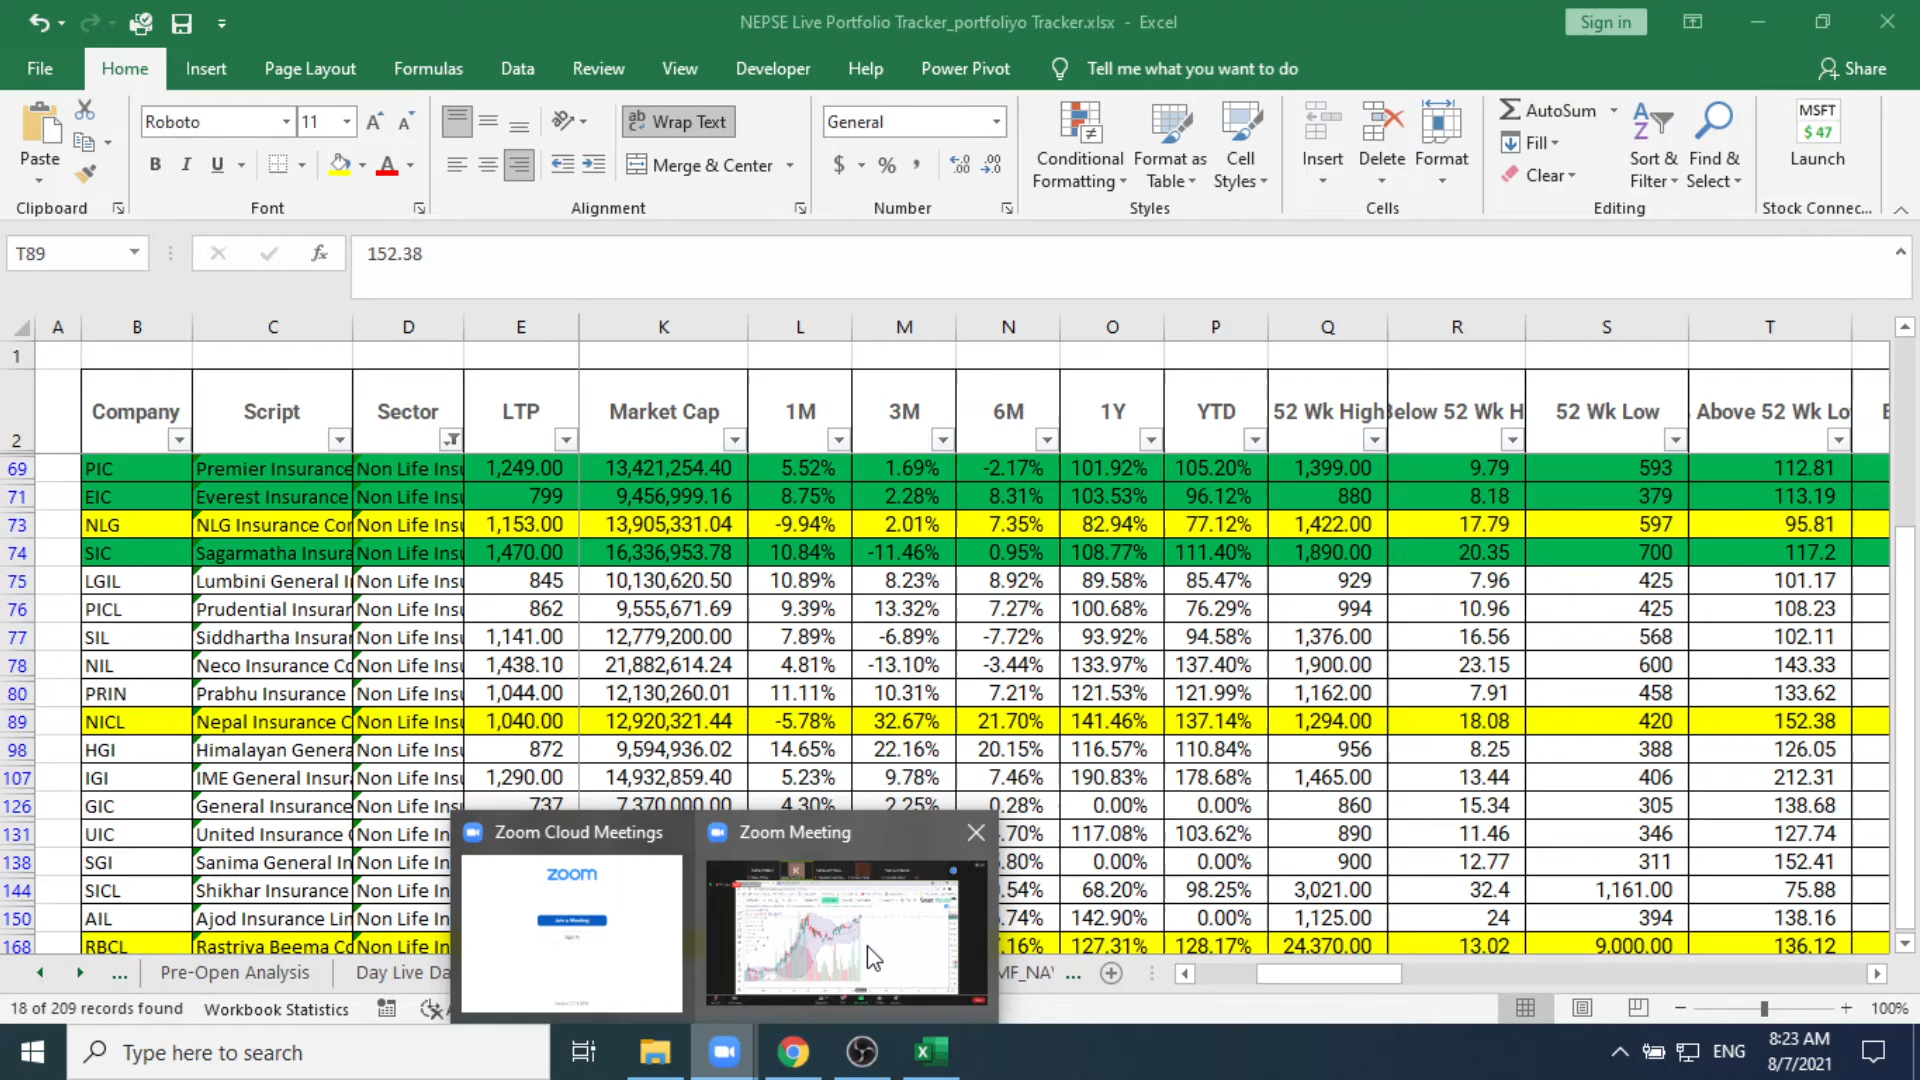 NEPSE Live Portfolio Tracker_portfoliyo Tracker.xlsx - Excel
Sign in
File Home Insert Page Layout Formulas Data Review View Developer Help Power Pivot Tell me what you want to do Share
Paste
Clipboard
Roboto 11
B I U
Font
Wrap Text
Merge & Center
Alignment
General
$ % ,
Number
Conditional Formatting
Format as Table
Cell Styles
Styles
Insert Delete Format
Cells
AutoSum
Fill
Clear
Sort & Filter
Find & Select
Editing
MSFT
$ 47
Launch
Stock Connec...
T89 fx 152.38
A B C D E K L M N O P Q R S T
1
2 Company Script Sector LTP Market Cap 1M 3M 6M 1Y YTD 52 Wk High Below 52 Wk H 52 Wk Low Above 52 Wk Lo
69 PIC Premier Insurance Non Life Insu 1,249.00 13,421,254.40 5.52% 1.69% -2.17% 101.92% 105.20% 1,399.00 9.79 593 112.81
71 EIC Everest Insurance Non Life Insu 799 9,456,999.16 8.75% 2.28% 8.31% 103.53% 96.12% 880 8.18 379 113.19
73 NLG NLG Insurance Cor Non Life Insu 1,153.00 13,905,331.04 -9.94% 2.01% 7.35% 82.94% 77.12% 1,422.00 17.79 597 95.81
74 SIC Sagarmatha Insura Non Life Insu 1,470.00 16,336,953.78 10.84% -11.46% 0.95% 108.77% 111.40% 1,890.00 20.35 700 117.2
75 LGIL Lumbini General I Non Life Insu 845 10,130,620.50 10.89% 8.23% 8.92% 89.58% 85.47% 929 7.96 425 101.17
76 PICL Prudential Insurar Non Life Insu 862 9,555,671.69 9.39% 13.32% 7.27% 100.68% 76.29% 994 10.96 425 108.23
77 SIL Siddhartha Insurar Non Life Insu 1,141.00 12,779,200.00 7.89% -6.89% -7.72% 93.92% 94.58% 1,376.00 16.56 568 102.11
78 NIL Neco Insurance Co Non Life Insu 1,438.10 21,882,614.24 4.81% -13.10% -3.44% 133.97% 137.40% 1,900.00 23.15 600 143.33
80 PRIN Prabhu Insurance Non Life Insu 1,044.00 12,130,260.01 11.11% 10.31% 7.21% 121.53% 121.99% 1,162.00 7.91 458 133.62
89 NICL Nepal Insurance C Non Life Insu 1,040.00 12,920,321.44 -5.78% 32.67% 21.70% 141.46% 137.14% 1,294.00 18.08 420 152.38
98 HGI Himalayan Genera Non Life Insu 872 9,594,936.02 14.65% 22.16% 20.15% 116.57% 110.84% 956 8.25 388 126.05
107 IGI IME General Insur Non Life Insu 1,290.00 14,932,859.40 5.23% 9.78% 7.46% 190.83% 178.68% 1,465.00 13.44 406 212.31
126 GIC General Insurance Non Life Insu 737 7,370,000.00 4.30% 2.25% 0.28% 0.00% 0.00% 860 15.34 305 138.68
131 UIC United Insurance Non Life In .70% 117.08% 103.62% 890 11.46 346 127.74
138 SGI Sanima General In Non Life In .80% 0.00% 0.00% 900 12.77 311 152.41
144 SICL Shikhar Insurance Non Life In .54% 68.20% 98.25% 3,021.00 32.4 1,161.00 75.88
150 AIL Ajod Insurance Lin Non Life In .74% 142.90% 0.00% 1,125.00 24 394 138.16
168 RBCL Rastriya Beema Co Non Life In .16% 127.31% 128.17% 24,370.00 13.02 9,000.00 136.12
Zoom Cloud Meetings
zoom
Join a Meeting
Sign In
Zoom Meeting
... Pre-Open Analysis Day Live Da MF_NAV ...
18 of 209 records found Workbook Statistics 100%
Type here to search
ENG
8:23 AM
8/7/2021